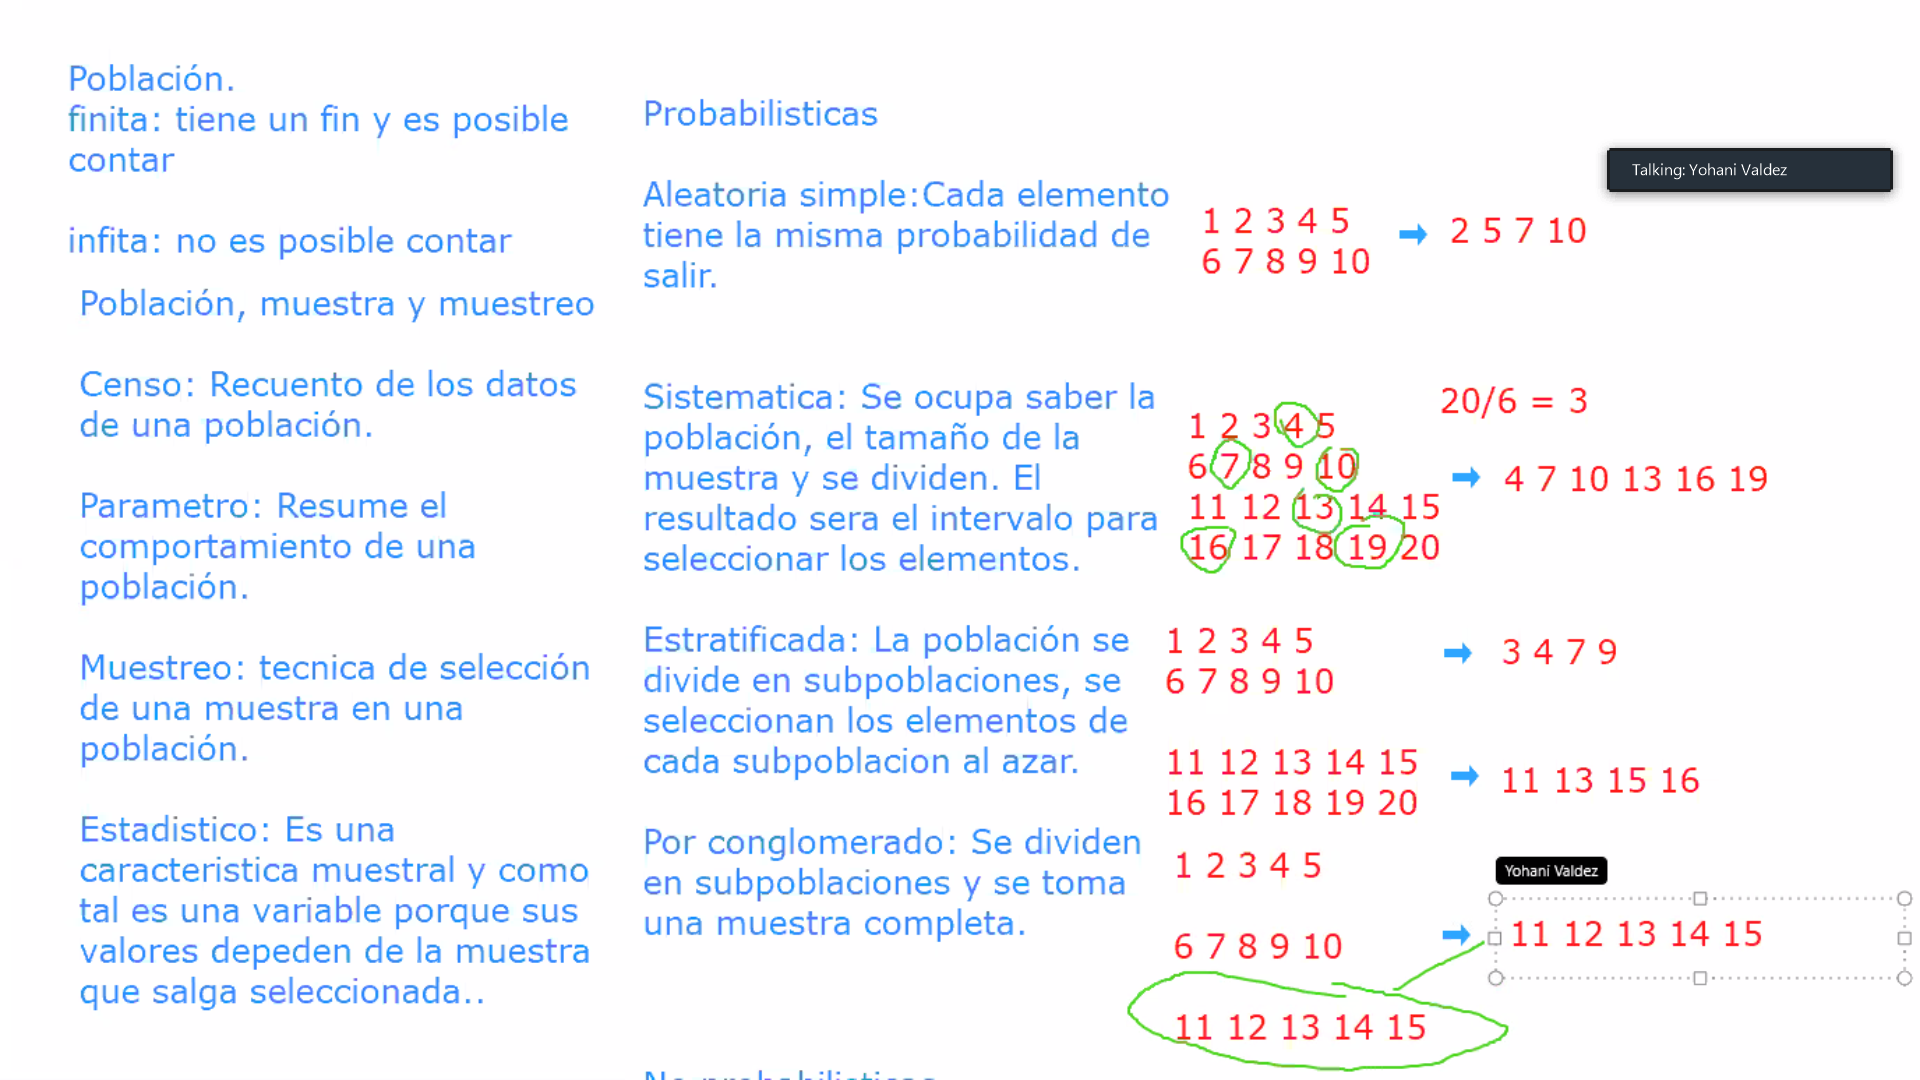 Población.
finita: tiene un fin y es posible
contar
infita: no es posible contar
Población, muestra y muestreo
Censo: Recuento de los datos
de una población.
Parametro: Resume el
comportamiento de una
población.
Muestreo: tecnica de selección
de una muestra en una
población.
Estadistico: Es una
caracteristica muestral y como
tal es una variable porque sus
valores depeden de la muestra
que salga seleccionada..
Probabilisticas
Aleatoria simple:Cada elemento
tiene la misma probabilidad de
salir.
Sistematica: Se ocupa saber la
población, el tamaño de la
muestra y se dividen. El
resultado sera el intervalo para
seleccionar los elementos.
Estratificada: La población se
divide en subpoblaciones, se
seleccionan los elementos de
cada subpoblacion al azar.
Por conglomerado: Se dividen
en subpoblaciones y se toma
una muestra completa.
No probabilisticas
Talking: Yohani Valdez
1 2 3 4 5
6 7 8 9 10
2 5 7 10
20/6 = 3
1 2 3 4 5
6 7 8 9 10
11 12 13 14 15
16 17 18 19 20
4 7 10 13 16 19
1 2 3 4 5
6 7 8 9 10
3 4 7 9
11 12 13 14 15
16 17 18 19 20
11 13 15 16
1 2 3 4 5
6 7 8 9 10
11 12 13 14 15
Yohani Valdez
11 12 13 14 15